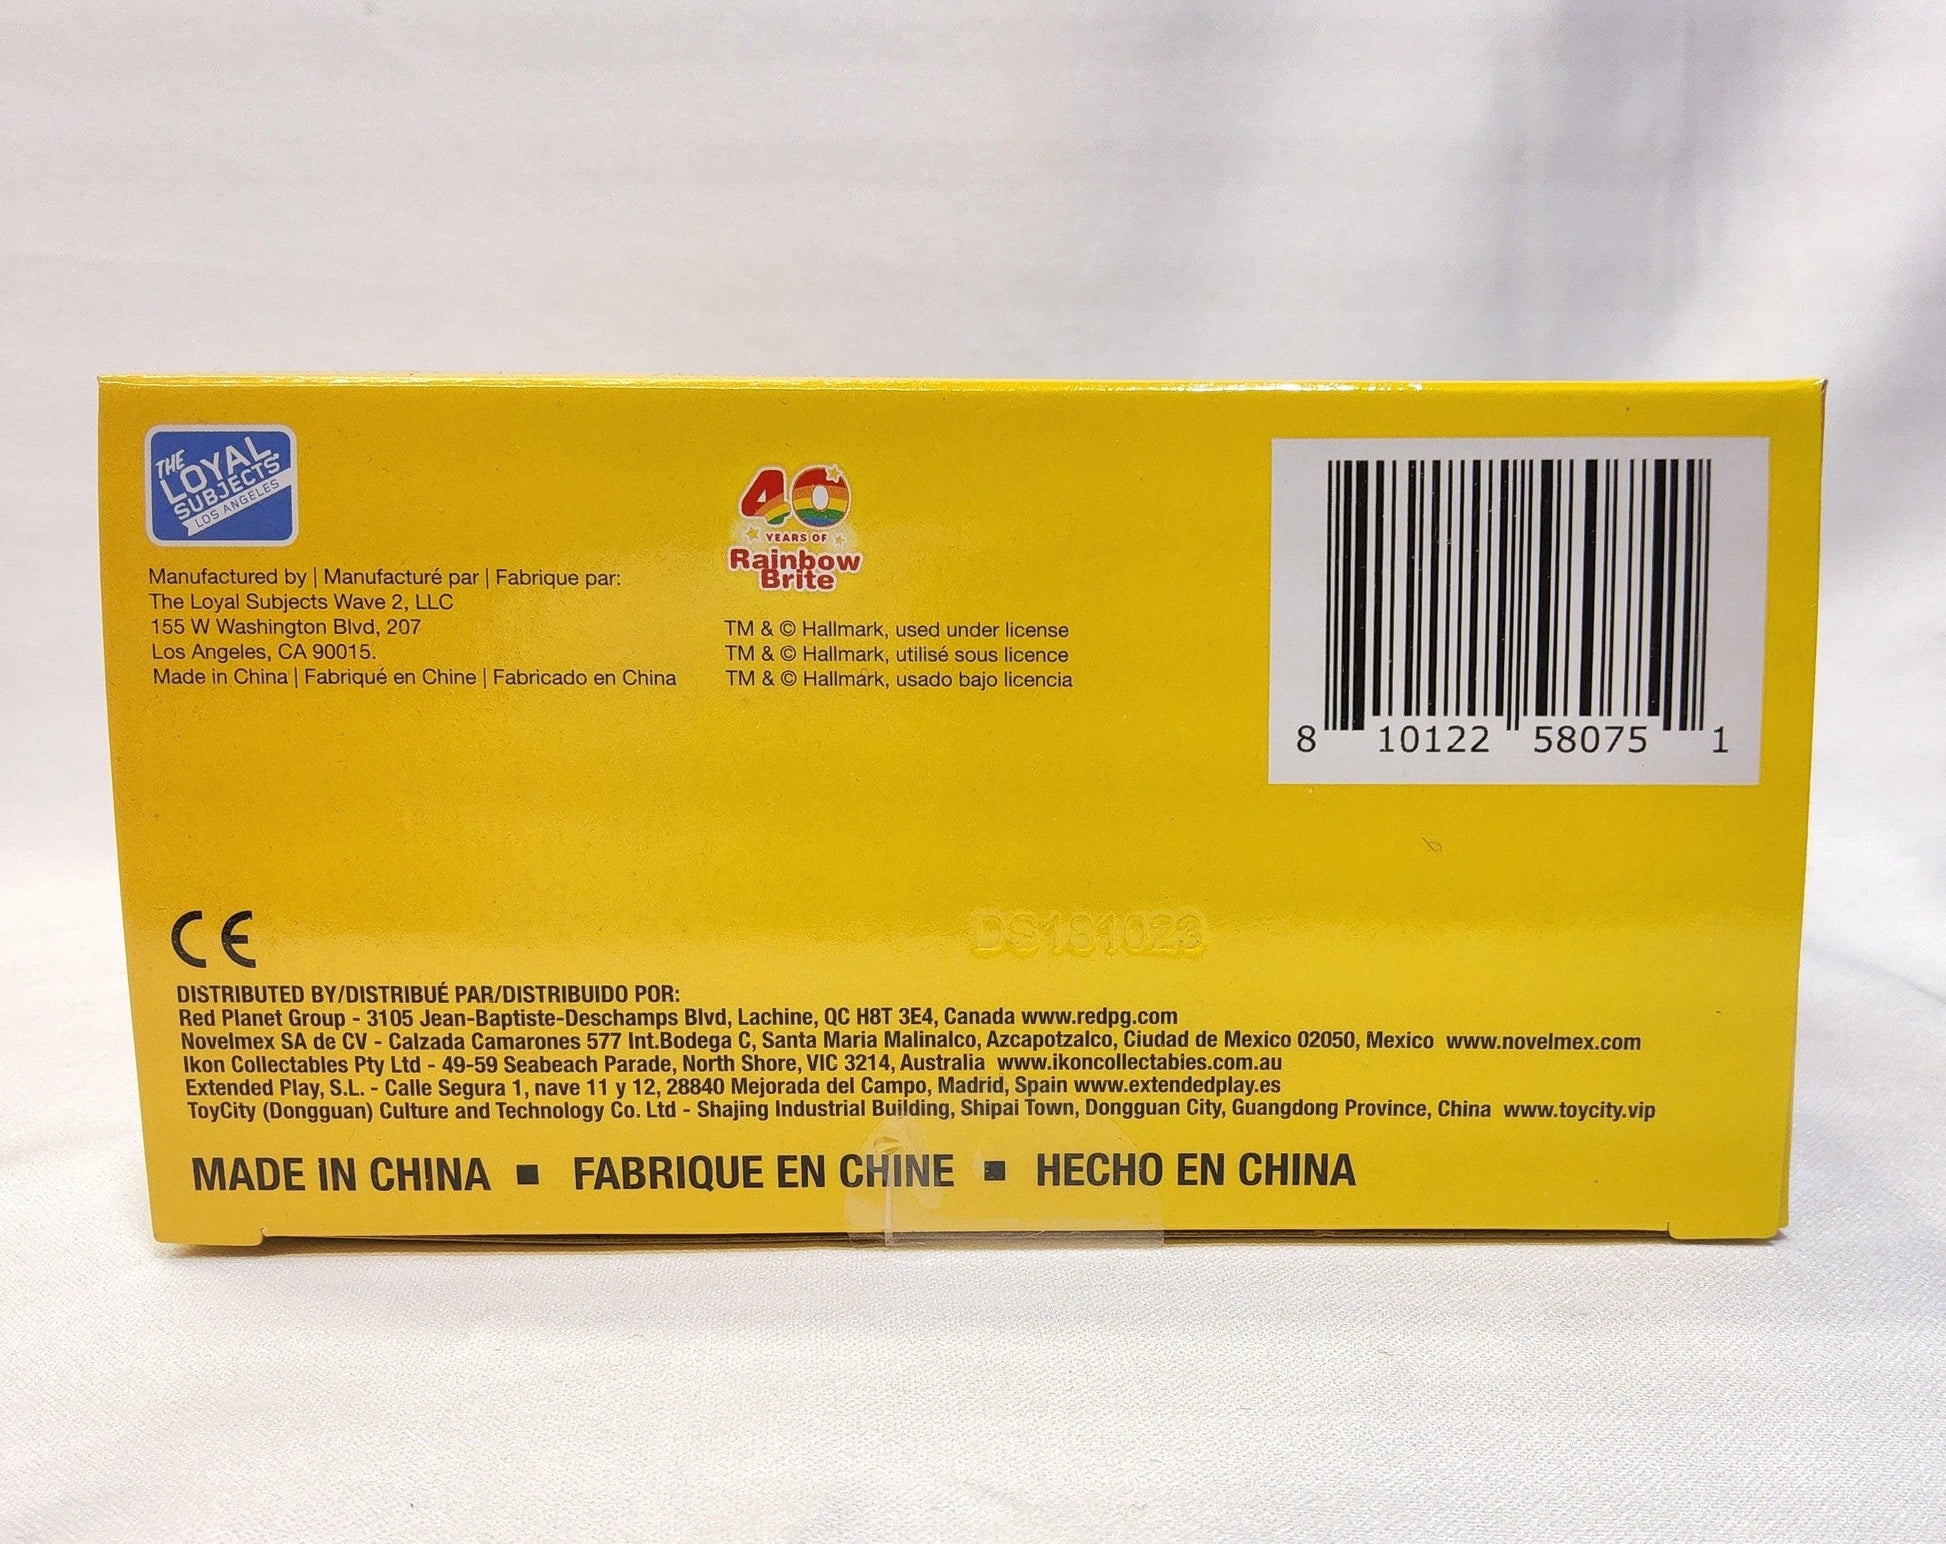 THE
LOYAL
SUBJECTS
LOS ANGELES
Manufactured by | Manufacturé par | Fabrique par:
The Loyal Subjects Wave 2, LLC
155 W Washington Blvd, 207
Los Angeles, CA 90015.
Made in China | Fabriqué en Chine | Fabricado en China
40
YEARS OF
Rainbow
Brite
TM & © Hallmark, used under license
TM & © Hallmark, utilisé sous licence
TM & © Hallmark, usado bajo licencia
8 10122 58075 1
CE
DS181023
DISTRIBUTED BY/DISTRIBUÉ PAR/DISTRIBUIDO POR:
Red Planet Group - 3105 Jean-Baptiste-Deschamps Blvd, Lachine, QC H8T 3E4, Canada www.redpg.com
Novelmex SA de CV - Calzada Camarones 577 Int.Bodega C, Santa Maria Malinalco, Azcapotzalco, Ciudad de Mexico 02050, Mexico www.novelmex.com
Ikon Collectables Pty Ltd - 49-59 Seabeach Parade, North Shore, VIC 3214, Australia www.ikoncollectables.com.au
Extended Play, S.L. - Calle Segura 1, nave 11 y 12, 28840 Mejorada del Campo, Madrid, Spain www.extendedplay.es
ToyCity (Dongguan) Culture and Technology Co. Ltd - Shajing Industrial Building, Shipai Town, Dongguan City, Guangdong Province, China www.toycity.vip
MADE IN CHINA ■ FABRIQUE EN CHINE ■ HECHO EN CHINA